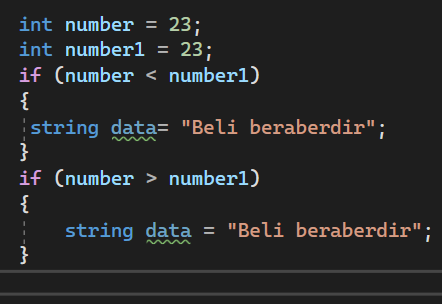 int number = 23;
int number1 = 23;
if (number < number1)
{
string data= "Beli beraberdir";
}
if (number > number1)
{
string data = "Beli beraberdir";
}